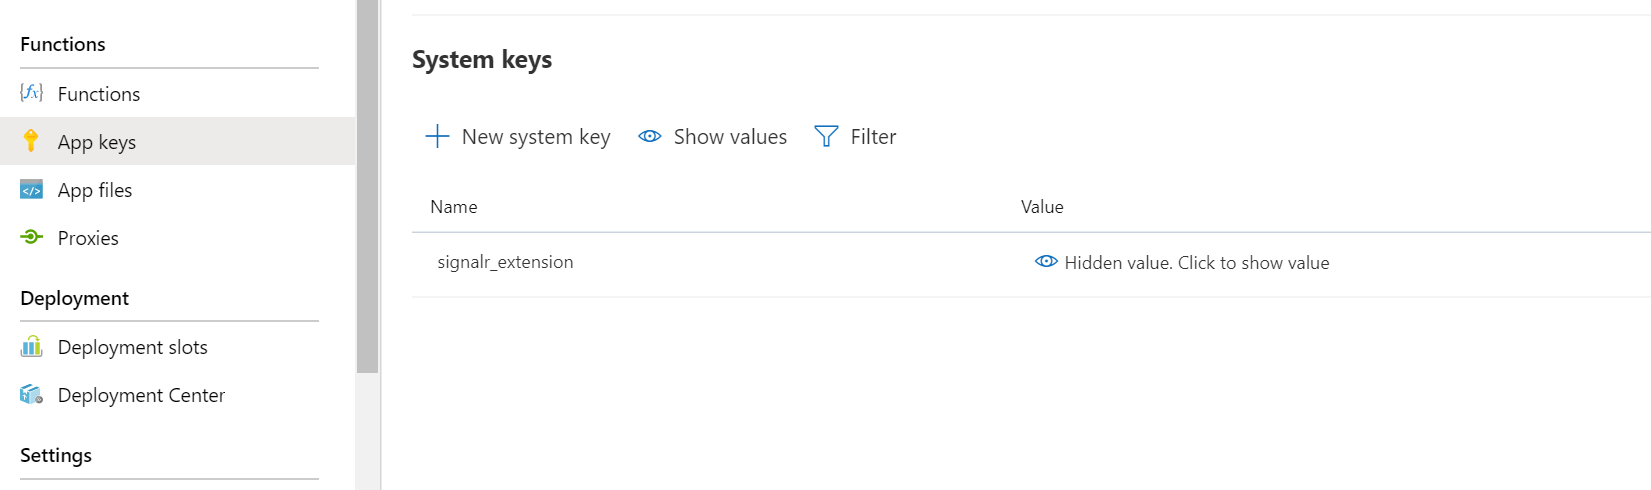 Functions
{fx} Functions
App keys
</> App files
Proxies
Deployment
Deployment slots
Deployment Center
Settings
System keys
New system key Show values Filter
Name Value
signalr_extension Hidden value. Click to show value